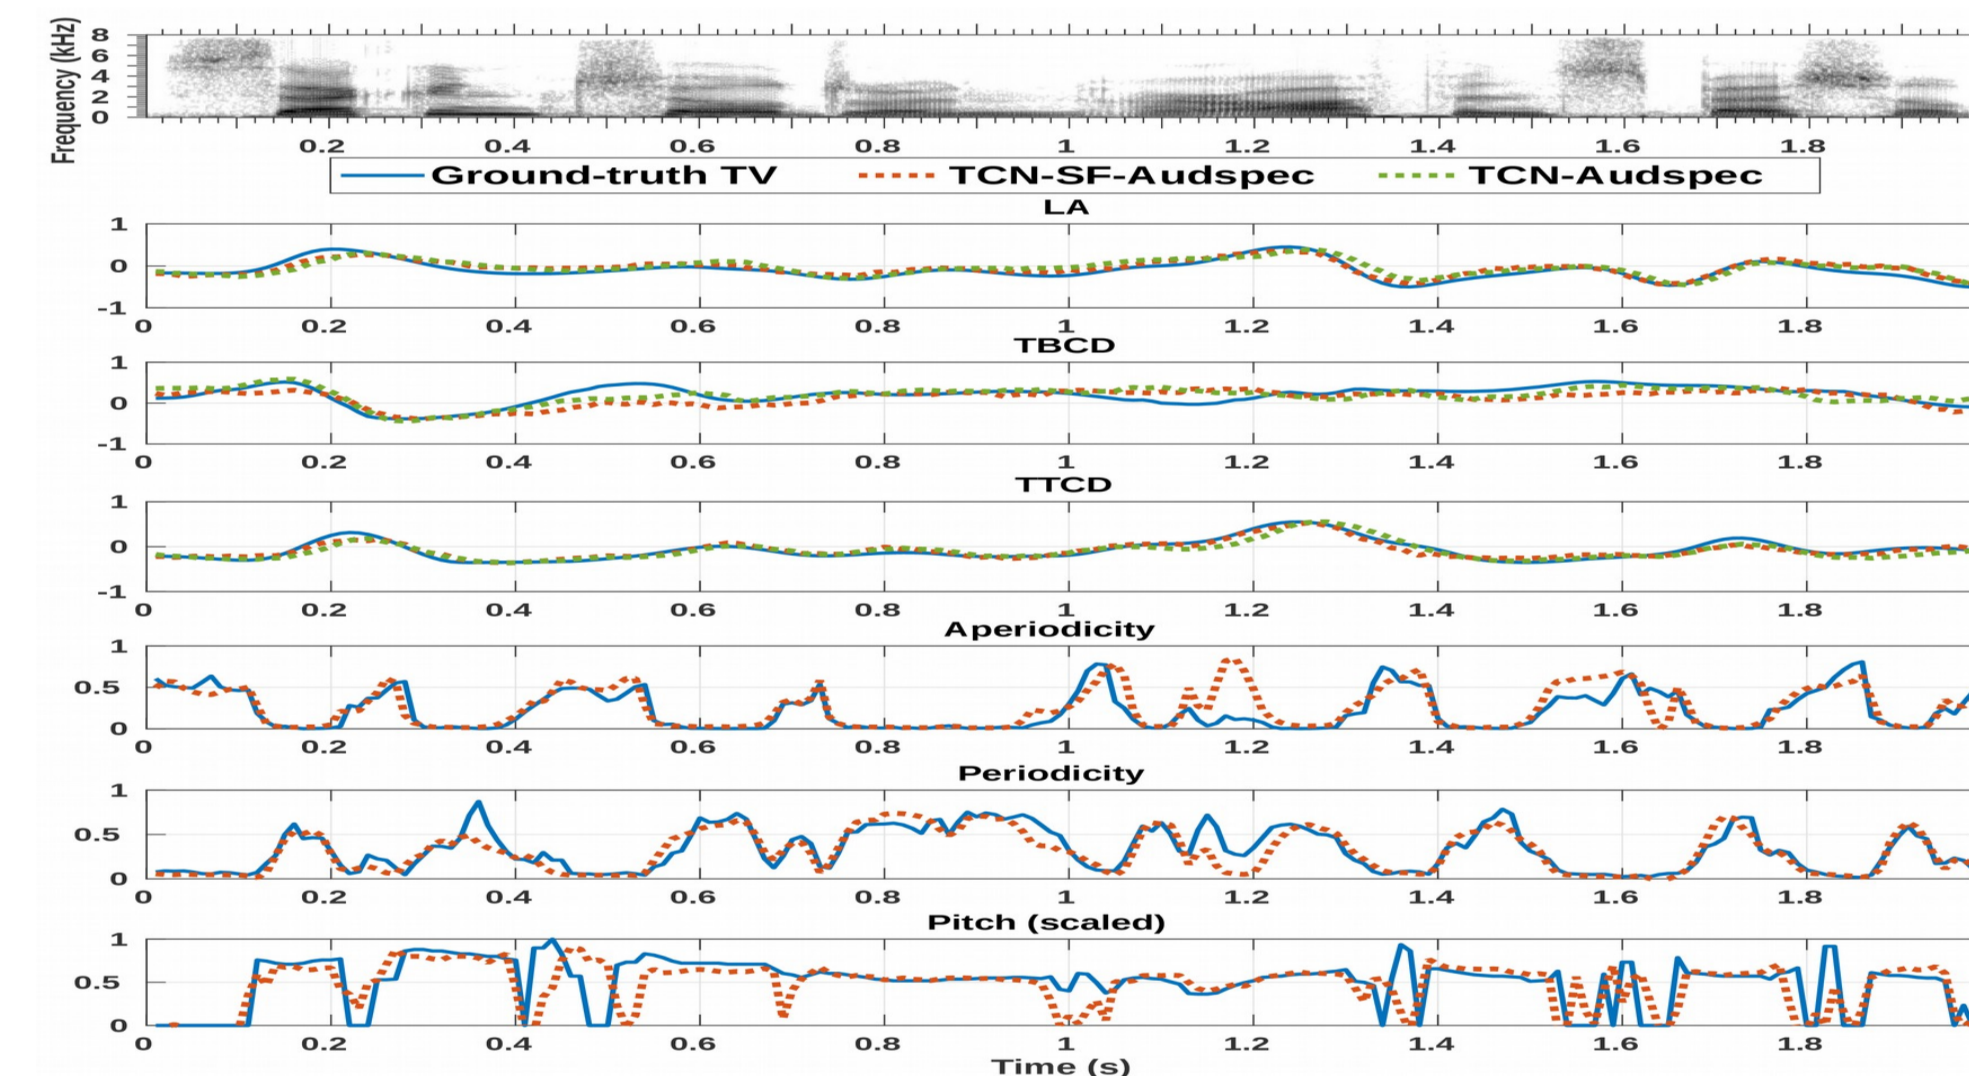 Frequency (kHz)
8
6
4
2
0
0.2 0.4 0.6 0.8 1 1.2 1.4 1.6 1.8
Ground-truth TV TCN-SF-Audspec TCN-Audspec
LA
1
0
-1
0 0.2 0.4 0.6 0.8 1 1.2 1.4 1.6 1.8
TBCD
1
0
-1
0 0.2 0.4 0.6 0.8 1 1.2 1.4 1.6 1.8
TTCD
1
0
-1
0 0.2 0.4 0.6 0.8 1 1.2 1.4 1.6 1.8
Aperiodicity
1
0.5
0
0 0.2 0.4 0.6 0.8 1 1.2 1.4 1.6 1.8
Periodicity
1
0.5
0
0 0.2 0.4 0.6 0.8 1 1.2 1.4 1.6 1.8
Pitch (scaled)
1
0.5
0
0 0.2 0.4 0.6 0.8 1 1.2 1.4 1.6 1.8
Time (s)